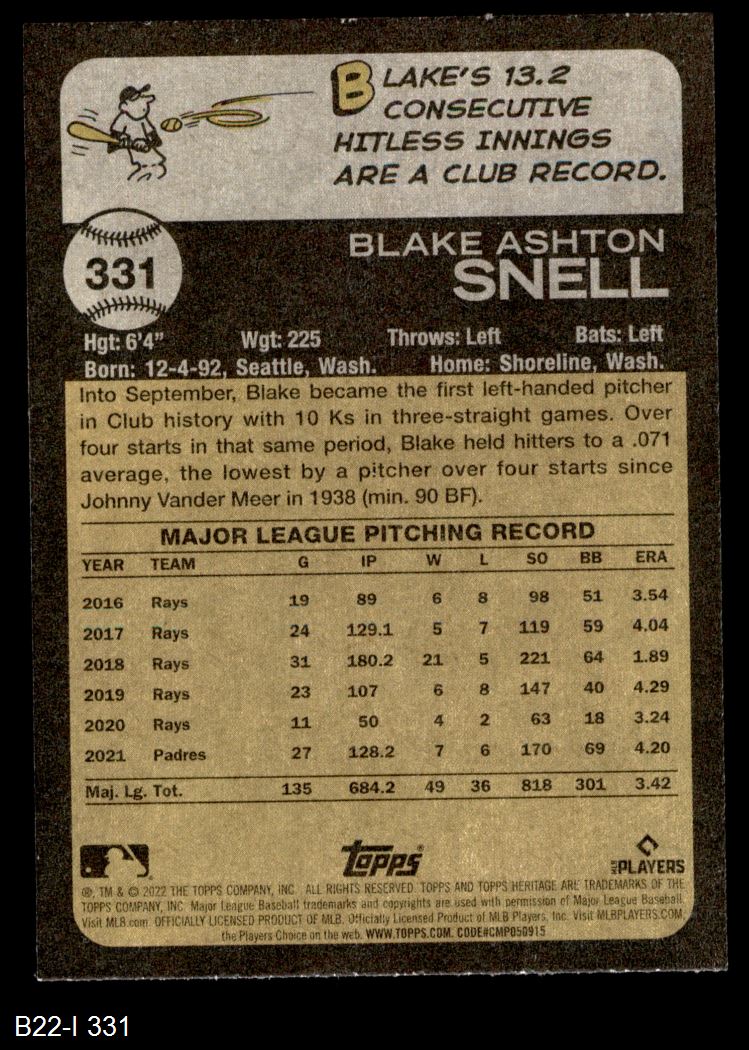 BLAKE'S 13.2
CONSECUTIVE
HITLESS INNINGS
ARE A CLUB RECORD.
331
BLAKE ASHTON
SNELL
Hgt: 6'4" Wgt: 225 Throws: Left Bats: Left
Born: 12-4-92, Seattle, Wash. Home: Shoreline, Wash.
Into September, Blake became the first left-handed pitcher
in Club history with 10 Ks in three-straight games. Over
four starts in that same period, Blake held hitters to a .071
average, the lowest by a pitcher over four starts since
Johnny Vander Meer in 1938 (min. 90 BF).
MAJOR LEAGUE PITCHING RECORD
YEAR TEAM G IP W L SO BB ERA
2016 Rays 19 89 6 8 98 51 3.54
2017 Rays 24 129.1 5 7 119 59 4.04
2018 Rays 31 180.2 21 5 221 64 1.89
2019 Rays 23 107 6 8 147 40 4.29
2020 Rays 11 50 4 2 63 18 3.24
2021 Padres 27 128.2 7 6 170 69 4.20
Maj. Lg. Tot. 135 684.2 49 36 818 301 3.42
Topps
MLB PLAYERS
®, TM & © 2022 THE TOPPS COMPANY, INC. ALL RIGHTS RESERVED. TOPPS AND TOPPS HERITAGE ARE TRADEMARKS OF THE
TOPPS COMPANY, INC. Major League Baseball trademarks and copyrights are used with permission of Major League Baseball.
Visit MLB.com. OFFICIALLY LICENSED PRODUCT OF MLB. Officially Licensed Product of MLB Players, Inc. Visit MLBPLAYERS.COM,
the Players Choice on the web. WWW.TOPPS.COM. CODE#CMP050915
B22-I 331